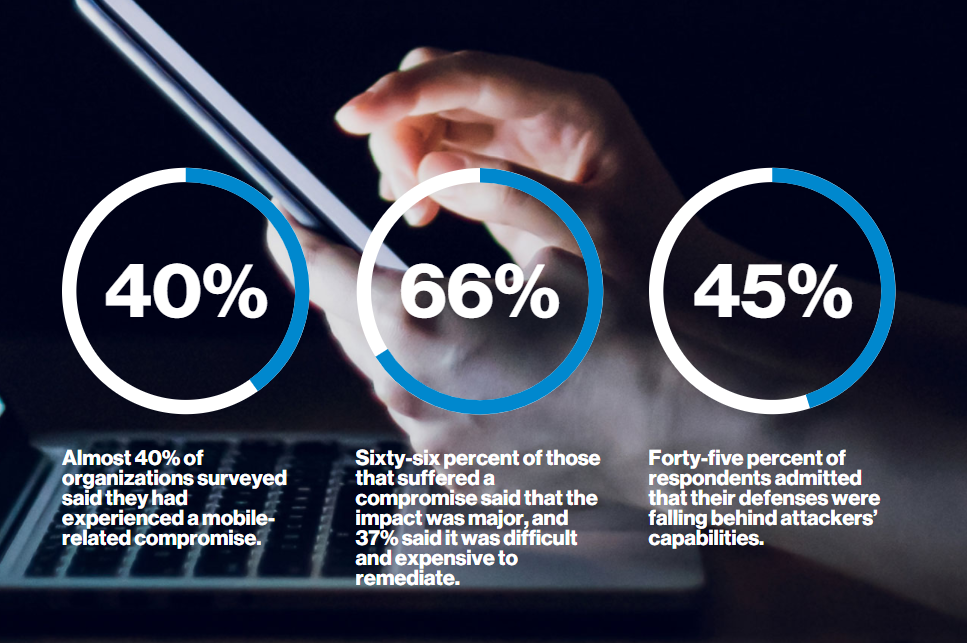 40%
66%
45%
Almost 40% of
organizations surveyed
said they had
experienced a mobile-
related compromise.
Sixty-six percent of those
that suffered a
compromise said that the
impact was major, and
37% said it was difficult
and expensive to
remediate.
Forty-five percent of
respondents admitted
that their defenses were
falling behind attackers’
capabilities.